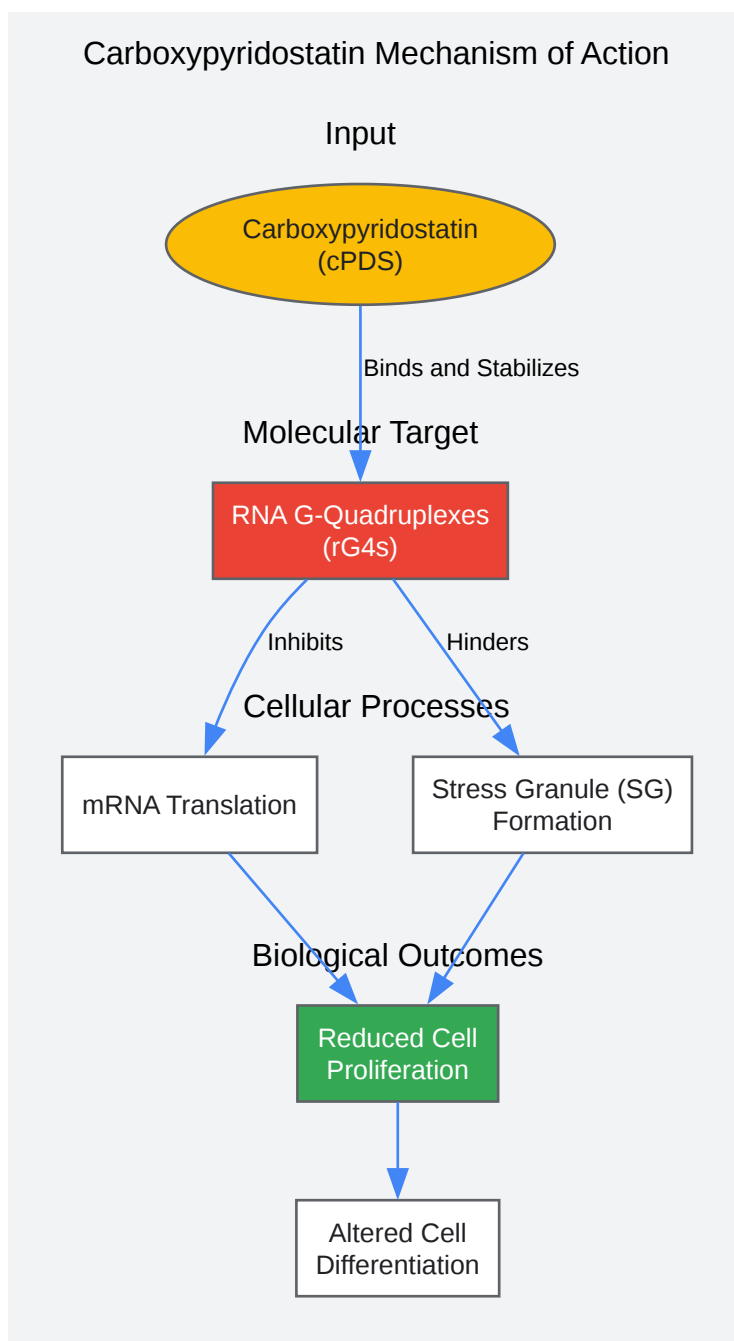 Carboxypyridostatin Mechanism of Action
Input
Carboxypyridostatin
(cPDS)
Binds and Stabilizes
Molecular Target
RNA G-Quadruplexes
(rG4s)
Inhibits
Hinders
Cellular Processes
mRNA Translation
Stress Granule (SG)
Formation
Biological Outcomes
Reduced Cell
Proliferation
Altered Cell
Differentiation